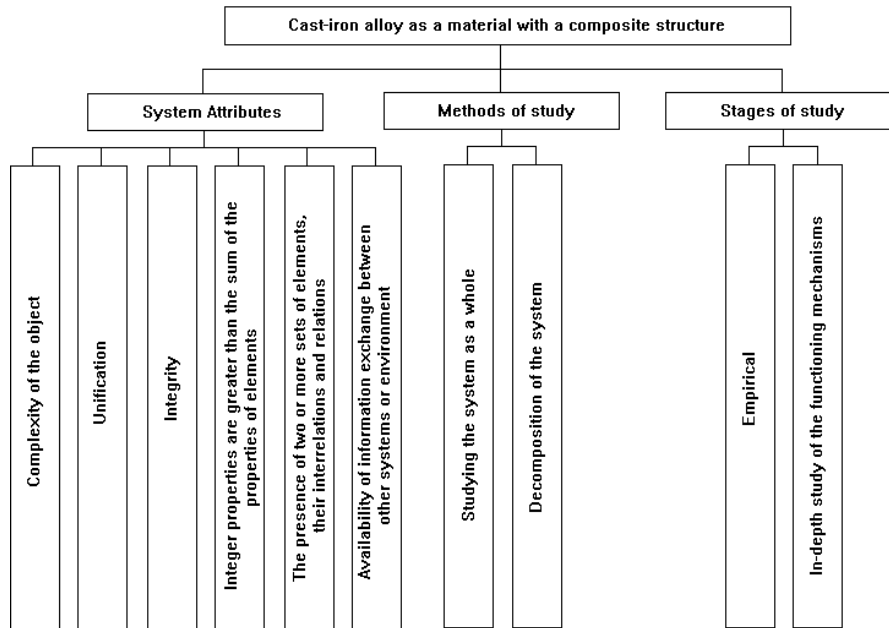 Cast-iron alloy as a material with a composite structure
System Attributes
Methods of study
Stages of study
Complexity of the object
Unification
Integrity
Integer properties are greater than the sum of the
properties of elements
The presence of two or more sets of elements,
their interrelations and relations
Availability of information exchange between
other systems or environment
Studying the system as a whole
Decomposition of the system
Empirical
In-depth study of the functioning mechanisms